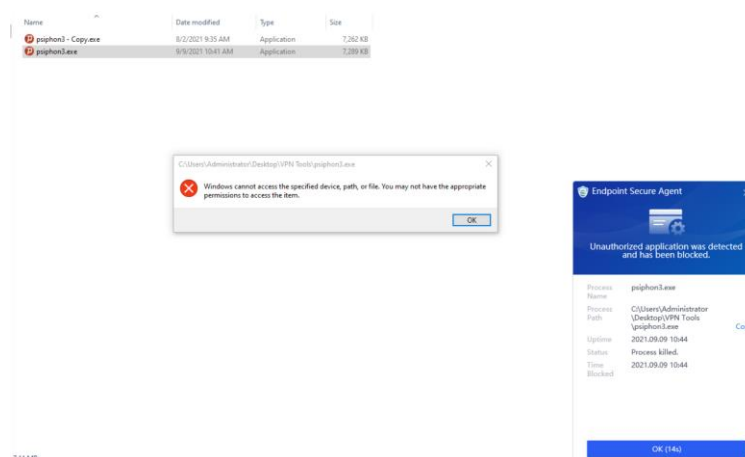 Name Date modified Type Size
psiphon3 - Copy.exe 8/2/2021 9:35 AM Application 7,262 KB
psiphon3.exe 9/9/2021 10:41 AM Application 7,289 KB
C:\Users\Administrator\Desktop\VPN Tools\psiphon3.exe
Windows cannot access the specified device, path, or file. You may not have the appropriate
permissions to access the item.
OK
Endpoint Secure Agent
Unauthorized application was detected
and has been blocked.
Process psiphon3.exe
Name
Process C:\Users\Administrator
Path \Desktop\VPN Tools
\psiphon3.exe Co
Uptime 2021.09.09 10:44
Status Process killed.
Time 2021.09.09 10:44
Blocked
OK (14s)